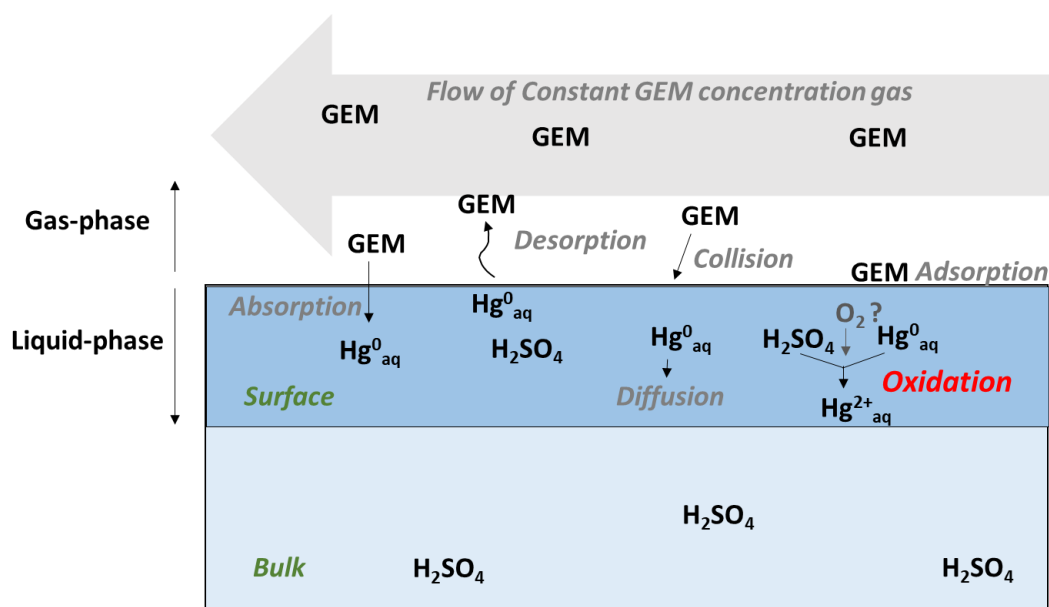 Flow of Constant GEM concentration gas
GEM
GEM
GEM
Gas-phase
GEM
GEM
GEM
Desorption
Collision
GEM Adsorption
Liquid-phase
Absorption
Hg⁰aq
O₂ ?
H₂SO₄
Hg⁰aq
Hg⁰aq
H₂SO₄
Hg⁰aq
Surface
Diffusion
Oxidation
Hg²⁺aq
H₂SO₄
Bulk
H₂SO₄
H₂SO₄